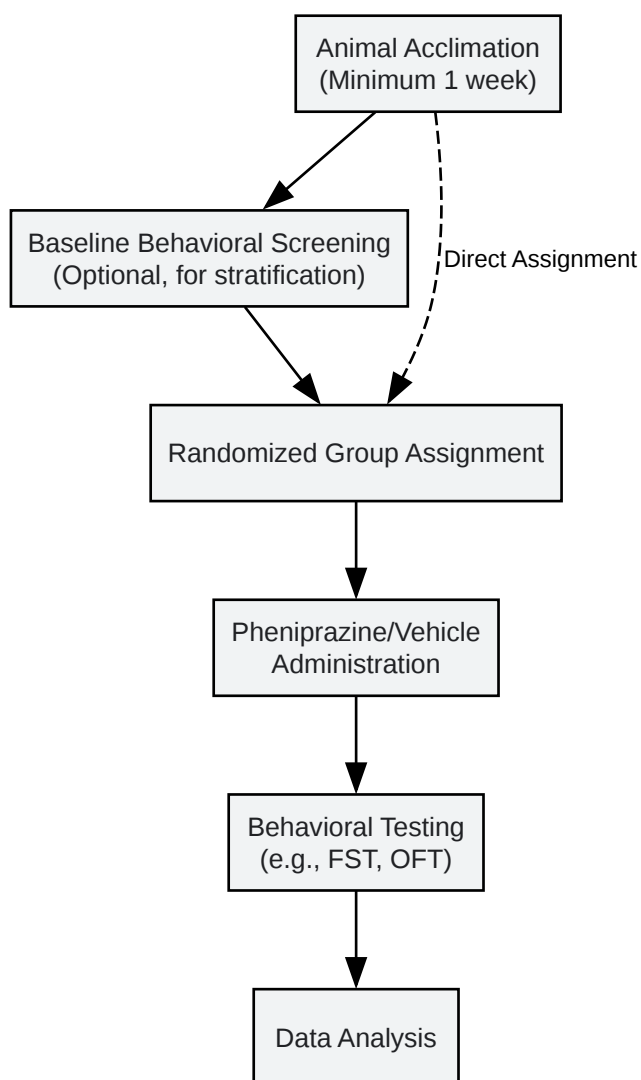 Animal Acclimation
(Minimum 1 week)
Baseline Behavioral Screening
(Optional, for stratification)
Direct Assignment
Randomized Group Assignment
Pheniprazine/Vehicle
Administration
Behavioral Testing
(e.g., FST, OFT)
Data Analysis